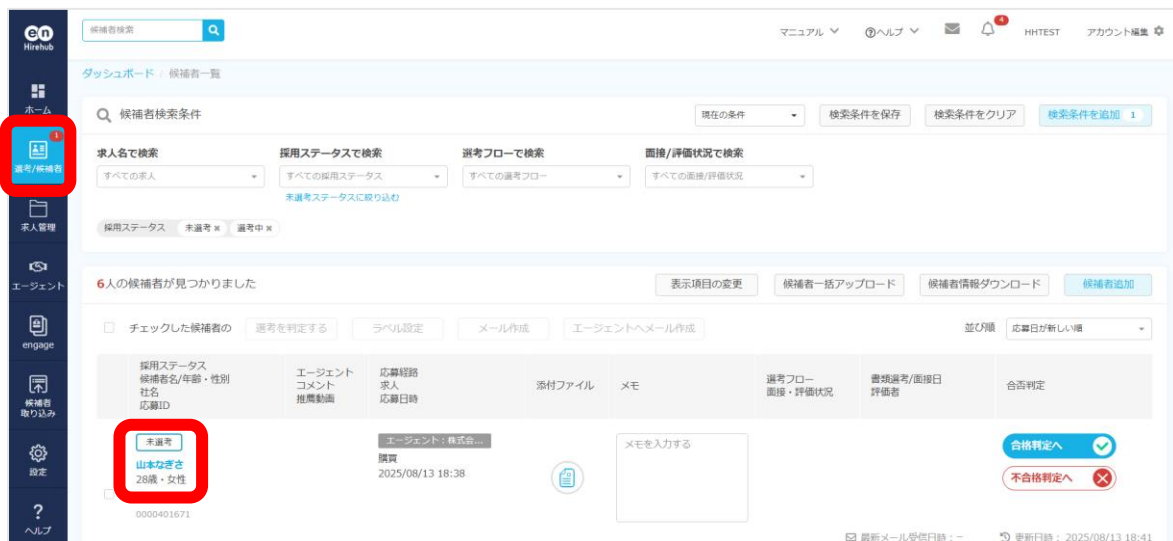 en
Hirehub
候補者検索
マニュアル
ヘルプ
4
HHTEST
アカウント編集
ホーム
1
選考/候補者
求人管理
エージェント
engage
候補者
取り込み
設定
?
ヘルプ
ダッシュボード / 候補者一覧
候補者検索条件
現在の条件
検索条件を保存
検索条件をクリア
検索条件を追加 1
求人名で検索
採用ステータスで検索
選考フローで検索
面接/評価状況で検索
すべての求人
すべての採用ステータス
すべての選考フロー
すべての面接/評価状況
未選考ステータスに絞り込む
採用ステータス 未選考 × 選考中 ×
6人の候補者が見つかりました
表示項目の変更
候補者一括アップロード
候補者情報ダウンロード
候補者追加
チェックした候補者の
選考を判定する
ラベル設定
メール作成
エージェントへメール作成
並び順
応募日が新しい順
採用ステータス
候補者名/年齢・性別
社名
応募ID
エージェント
コメント
推薦動画
応募経路
求人
応募日時
添付ファイル
メモ
選考フロー
面接・評価状況
書類選考/面接日
評価者
合否判定
未選考
山本なぎさ
28歳・女性
0000401671
エージェント：株式会...
購買
2025/08/13 18:38
メモを入力する
合格判定へ
不合格判定へ
最新メール受信日時：−
更新日時： 2025/08/13 18:41